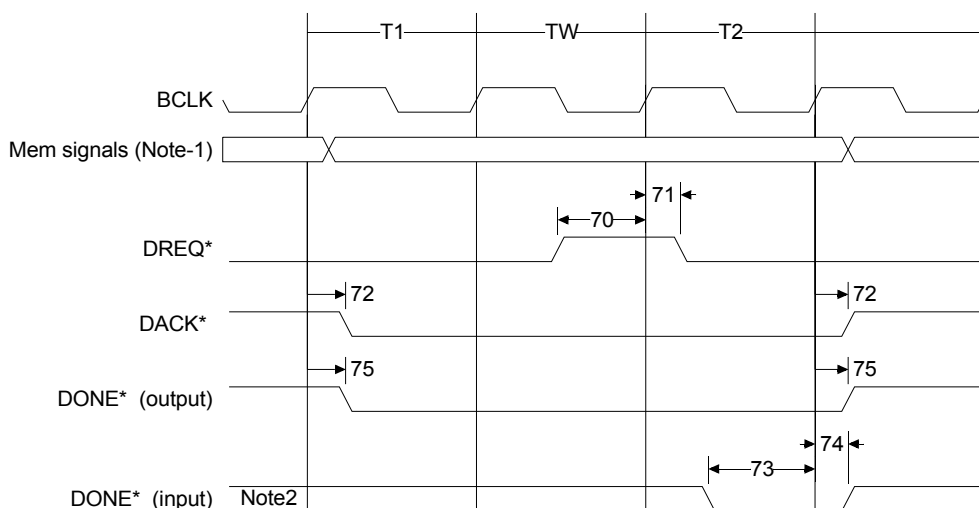 T1 TW T2
BCLK
Mem signals (Note-1)
71
70
DREQ*
72 72
DACK*
75 75
DONE* (output)
74
73
DONE* (input) Note2